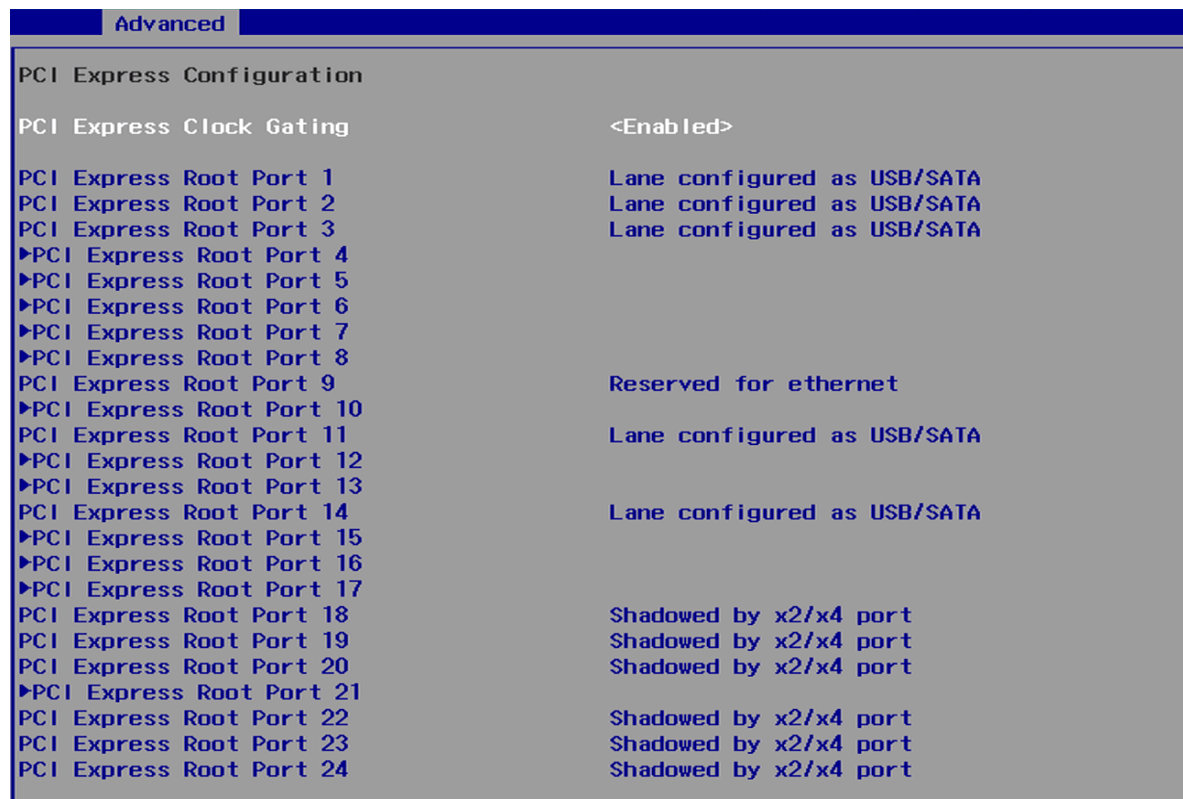 Advanced
PCI Express Configuration
PCI Express Clock Gating <Enabled>
PCI Express Root Port 1 Lane configured as USB/SATA
PCI Express Root Port 2 Lane configured as USB/SATA
PCI Express Root Port 3 Lane configured as USB/SATA
▶PCI Express Root Port 4
▶PCI Express Root Port 5
▶PCI Express Root Port 6
▶PCI Express Root Port 7
▶PCI Express Root Port 8
PCI Express Root Port 9 Reserved for ethernet
▶PCI Express Root Port 10
PCI Express Root Port 11 Lane configured as USB/SATA
▶PCI Express Root Port 12
▶PCI Express Root Port 13
PCI Express Root Port 14 Lane configured as USB/SATA
▶PCI Express Root Port 15
▶PCI Express Root Port 16
▶PCI Express Root Port 17
PCI Express Root Port 18 Shadowed by x2/x4 port
PCI Express Root Port 19 Shadowed by x2/x4 port
PCI Express Root Port 20 Shadowed by x2/x4 port
▶PCI Express Root Port 21
PCI Express Root Port 22 Shadowed by x2/x4 port
PCI Express Root Port 23 Shadowed by x2/x4 port
PCI Express Root Port 24 Shadowed by x2/x4 port